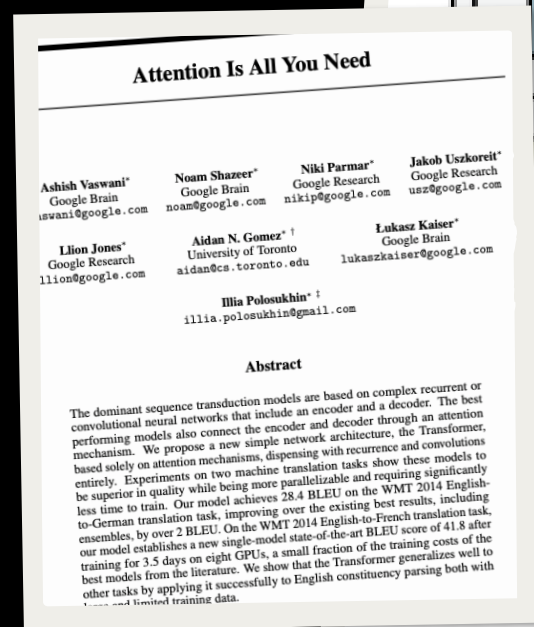 Attention Is All You Need
Ashish Vaswani* Noam Shazeer* Niki Parmar* Jakob Uszkoreit*
Google Brain Google Brain Google Research Google Research
swani@google.com noam@google.com nikip@google.com usz@google.com
Llion Jones* Aidan N. Gomez* † Łukasz Kaiser*
Google Research University of Toronto Google Brain
llion@google.com aidan@cs.toronto.edu lukaszkaiser@google.com
Illia Polosukhin* ‡
illia.polosukhin@gmail.com
Abstract
The dominant sequence transduction models are based on complex recurrent or
convolutional neural networks that include an encoder and a decoder. The best
performing models also connect the encoder and decoder through an attention
mechanism. We propose a new simple network architecture, the Transformer,
based solely on attention mechanisms, dispensing with recurrence and convolutions
entirely. Experiments on two machine translation tasks show these models to
be superior in quality while being more parallelizable and requiring significantly
less time to train. Our model achieves 28.4 BLEU on the WMT 2014 English-
to-German translation task, improving over the existing best results, including
ensembles, by over 2 BLEU. On the WMT 2014 English-to-French translation task,
our model establishes a new single-model state-of-the-art BLEU score of 41.8 after
training for 3.5 days on eight GPUs, a small fraction of the training costs of the
best models from the literature. We show that the Transformer generalizes well to
other tasks by applying it successfully to English constituency parsing both with
and limited training data.